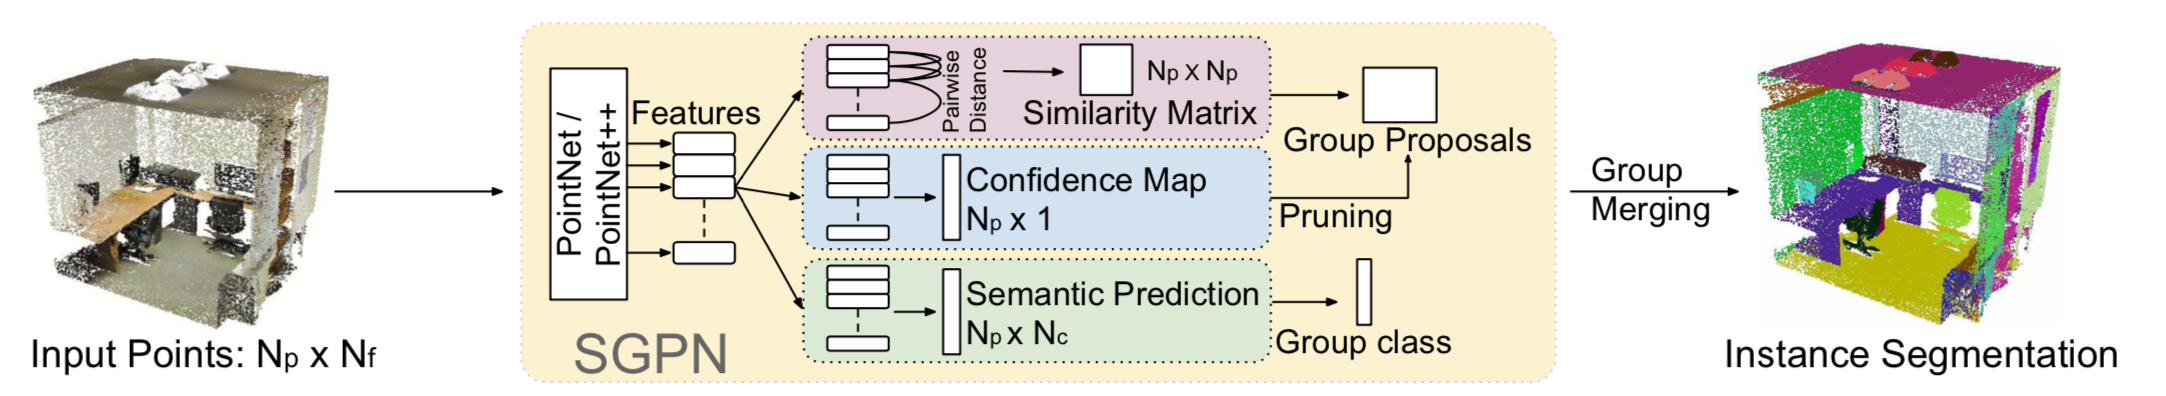 Input Points: Np x Nf
PointNet /
PointNet++
Features
SGPN
Pairwise
Distance
Np x Np
Similarity Matrix
Confidence Map
Np x 1
Semantic Prediction
Np x Nc
Group Proposals
Pruning
Group class
Group
Merging
Instance Segmentation